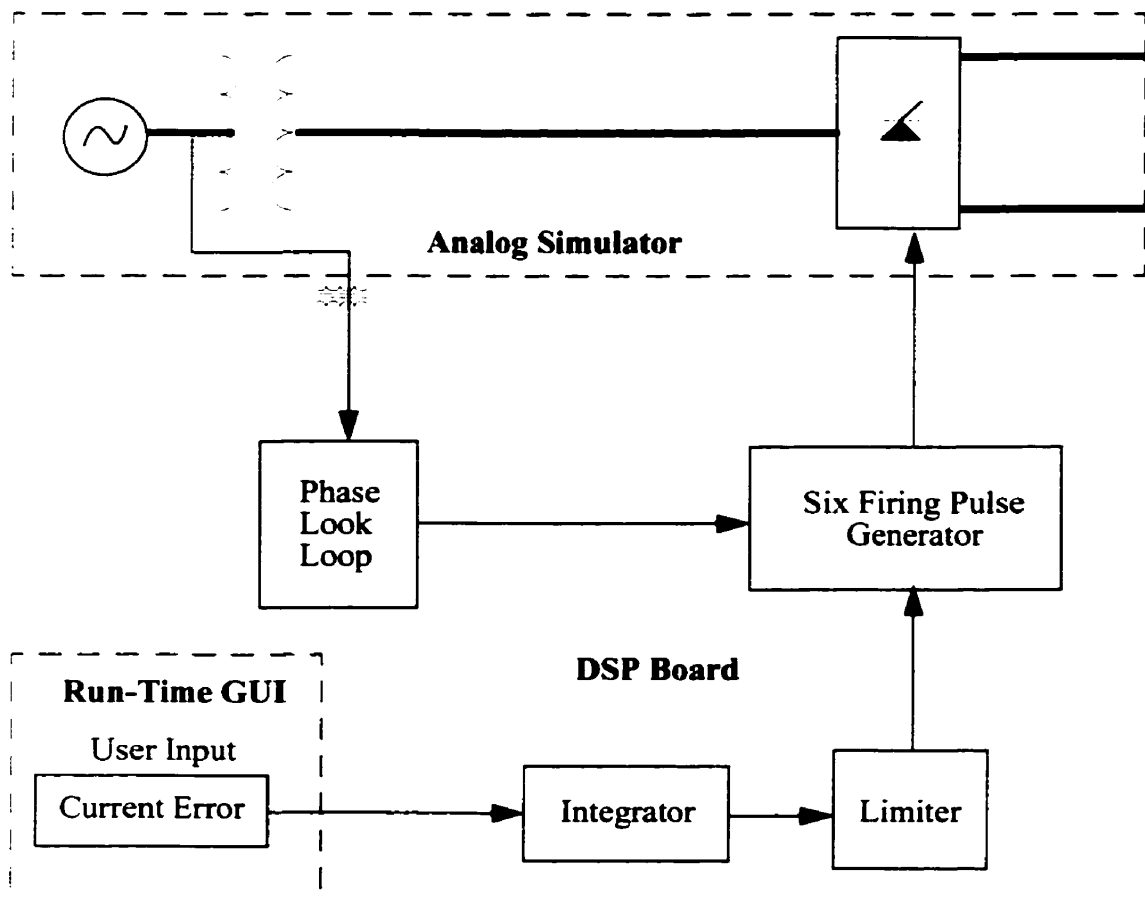 Analog Simulator
Phase
Look
Loop
Six Firing Pulse
Generator
DSP Board
Run-Time GUI
User Input
Current Error
Integrator
Limiter